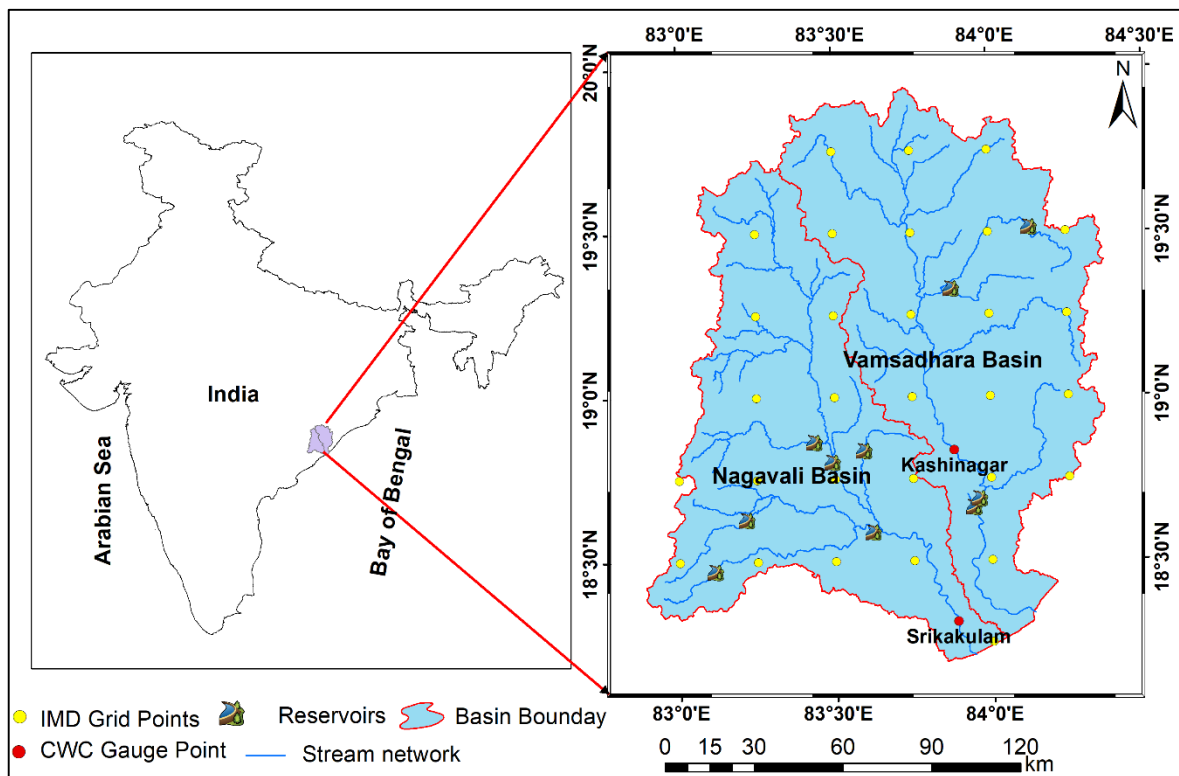 83°0'E 83°30'E 84°0'E 84°30'E
N
20°0'N
19°30'N 19°30'N
19°0'N 19°0'N
18°30'N 18°30'N
India
Arabian Sea
Bay of Bengal
Vamsadhara Basin
Kashinagar
Nagavali Basin
Srikakulam
83°0'E 83°30'E 84°0'E
IMD Grid Points Reservoirs Basin Bounday
CWC Gauge Point Stream network
0 15 30 60 90 120
km